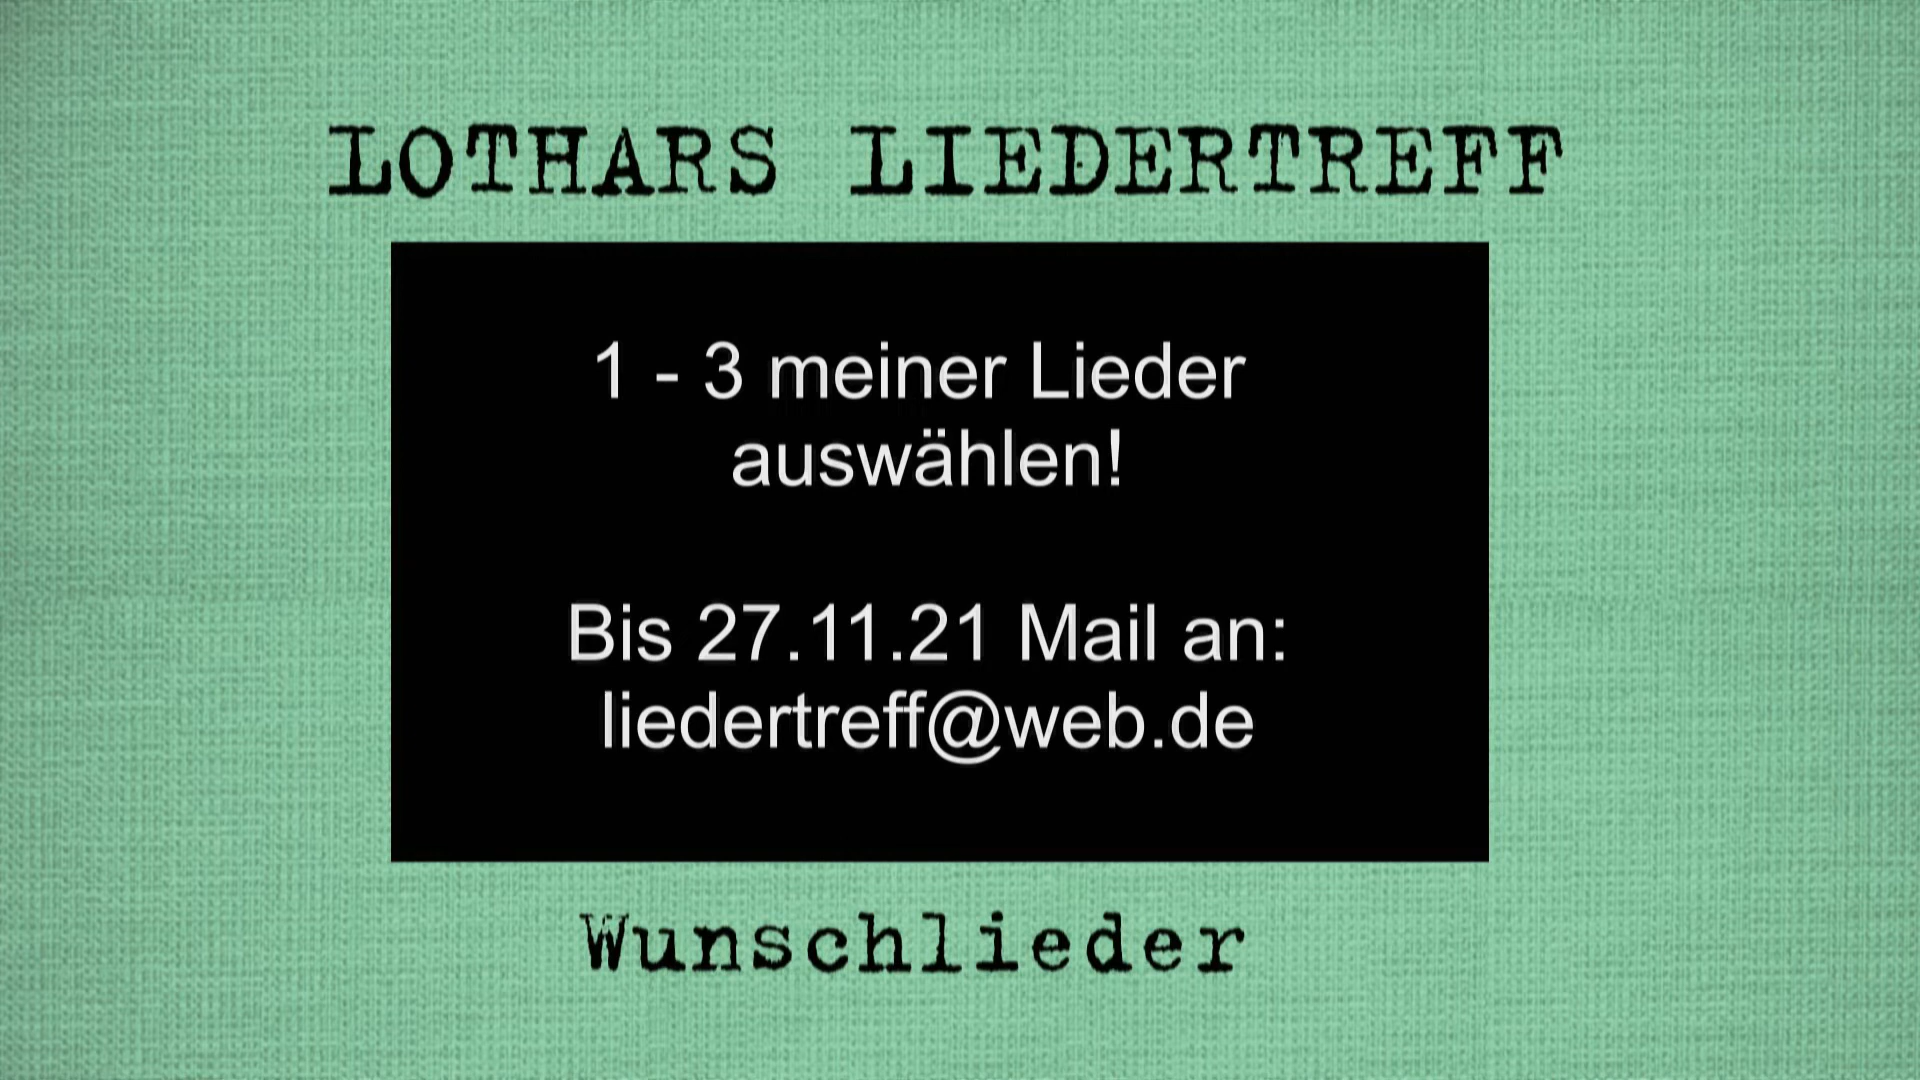 LOTHARS LIEDERTREFF
1 - 3 meiner Lieder
auswählen!
Bis 27.11.21 Mail an:
liedertreff@web.de
Wunschlieder